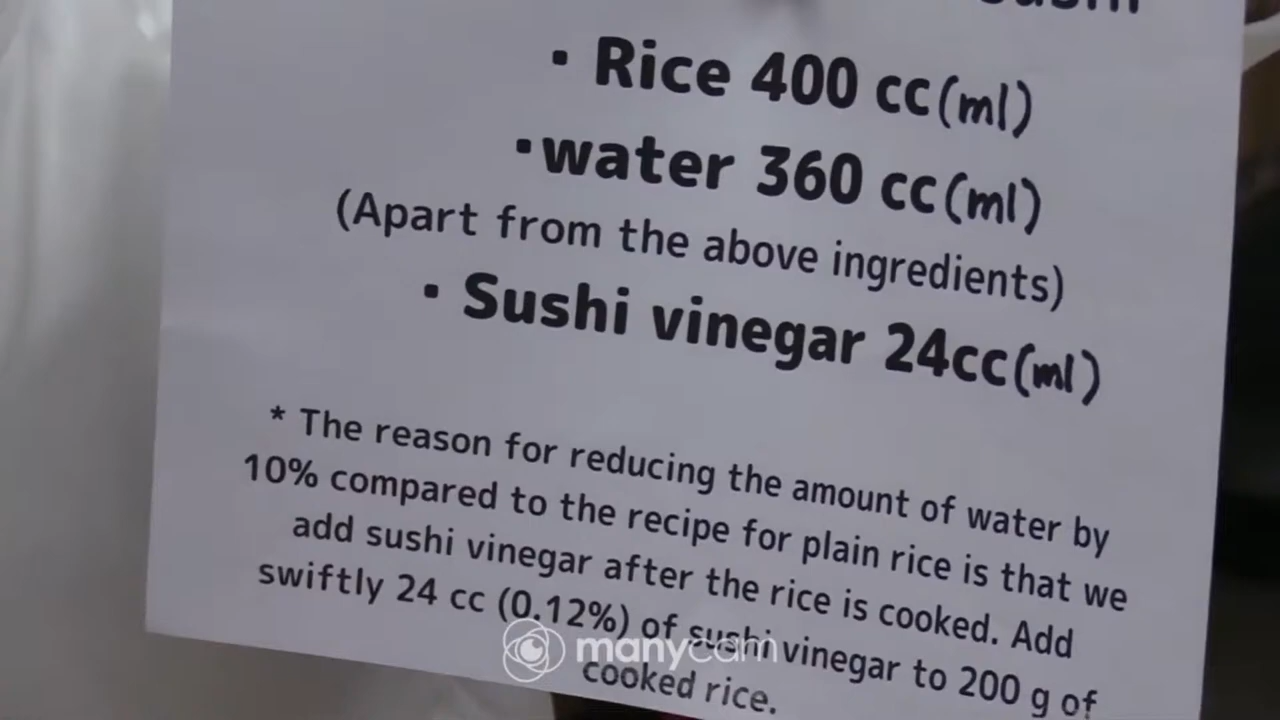 sushi
· Rice 400 cc(ml)
· water 360 cc(ml)
(Apart from the above ingredients)
· Sushi vinegar 24cc(ml)
* The reason for reducing the amount of water by
10% compared to the recipe for plain rice is that we
add sushi vinegar after the rice is cooked. Add
swiftly 24 cc (0.12%) of sushi vinegar to 200 g of
cooked rice.
manycam